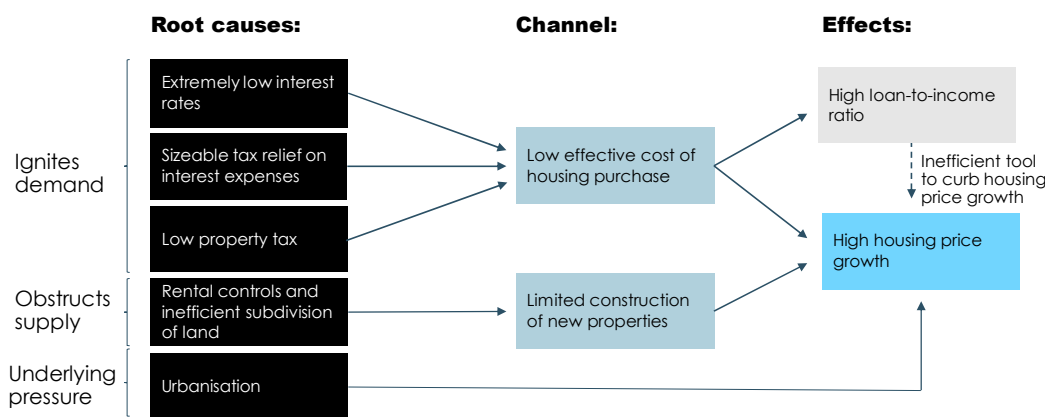 Root causes:
Channel:
Effects:
Ignites
demand
Extremely low interest
rates
Sizeable tax relief on
interest expenses
Low property tax
Low effective cost of
housing purchase
High loan-to-income
ratio
Inefficient tool
to curb housing
price growth
High housing price
growth
Obstructs
supply
Rental controls and
inefficient subdivision
of land
Limited construction
of new properties
Underlying
pressure
Urbanisation